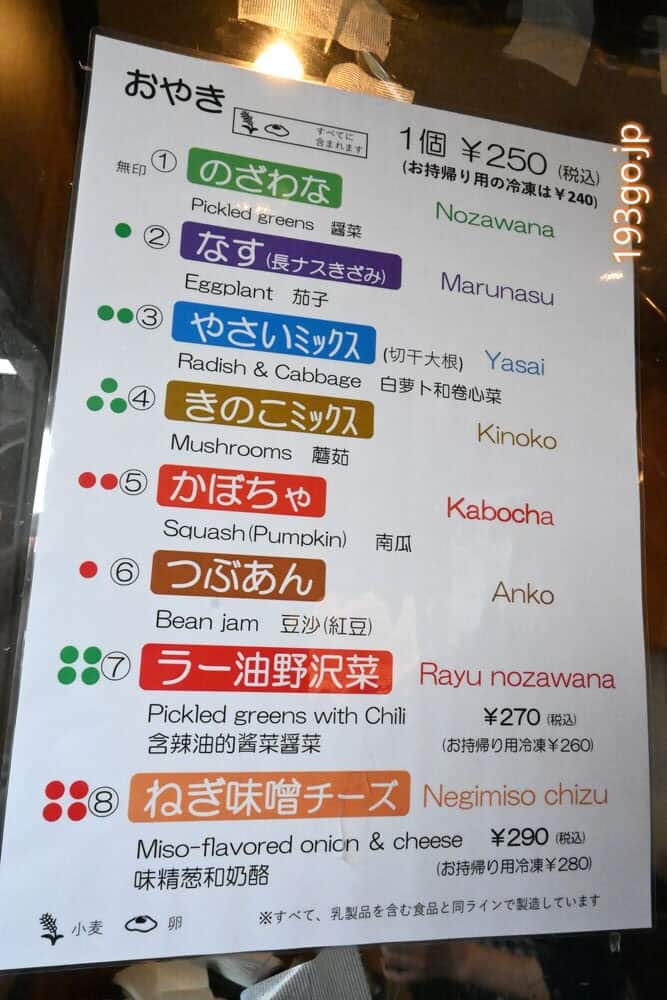 おやき
すべてに
含まれます
1個 ¥250 (税込)
(お持帰り用の冷凍は¥240)
無印 ① のざわな Nozawana
Pickled greens 醤菜
② なす(長ナスきざみ) Marunasu
Eggplant 茄子
③ やさいミックス (切干大根) Yasai
Radish & Cabbage 白萝卜和卷心菜
④ きのこミックス Kinoko
Mushrooms 蘑茹
⑤ かぼちゃ Kabocha
Squash(Pumpkin) 南瓜
⑥ つぶあん Anko
Bean jam 豆沙(紅豆)
⑦ ラー油野沢菜 Rayu nozawana
Pickled greens with Chili ¥270 (税込)
含辣油的酱菜醤菜 (お持帰り用冷凍¥260)
⑧ ねぎ味噌チーズ Negimiso chizu
Miso-flavored onion & cheese ¥290 (税込)
味精葱和奶酪 (お持帰り用冷凍¥280)
小麦 卵 ※すべて、乳製品を含む食品と同ラインで製造しています
193go.jp